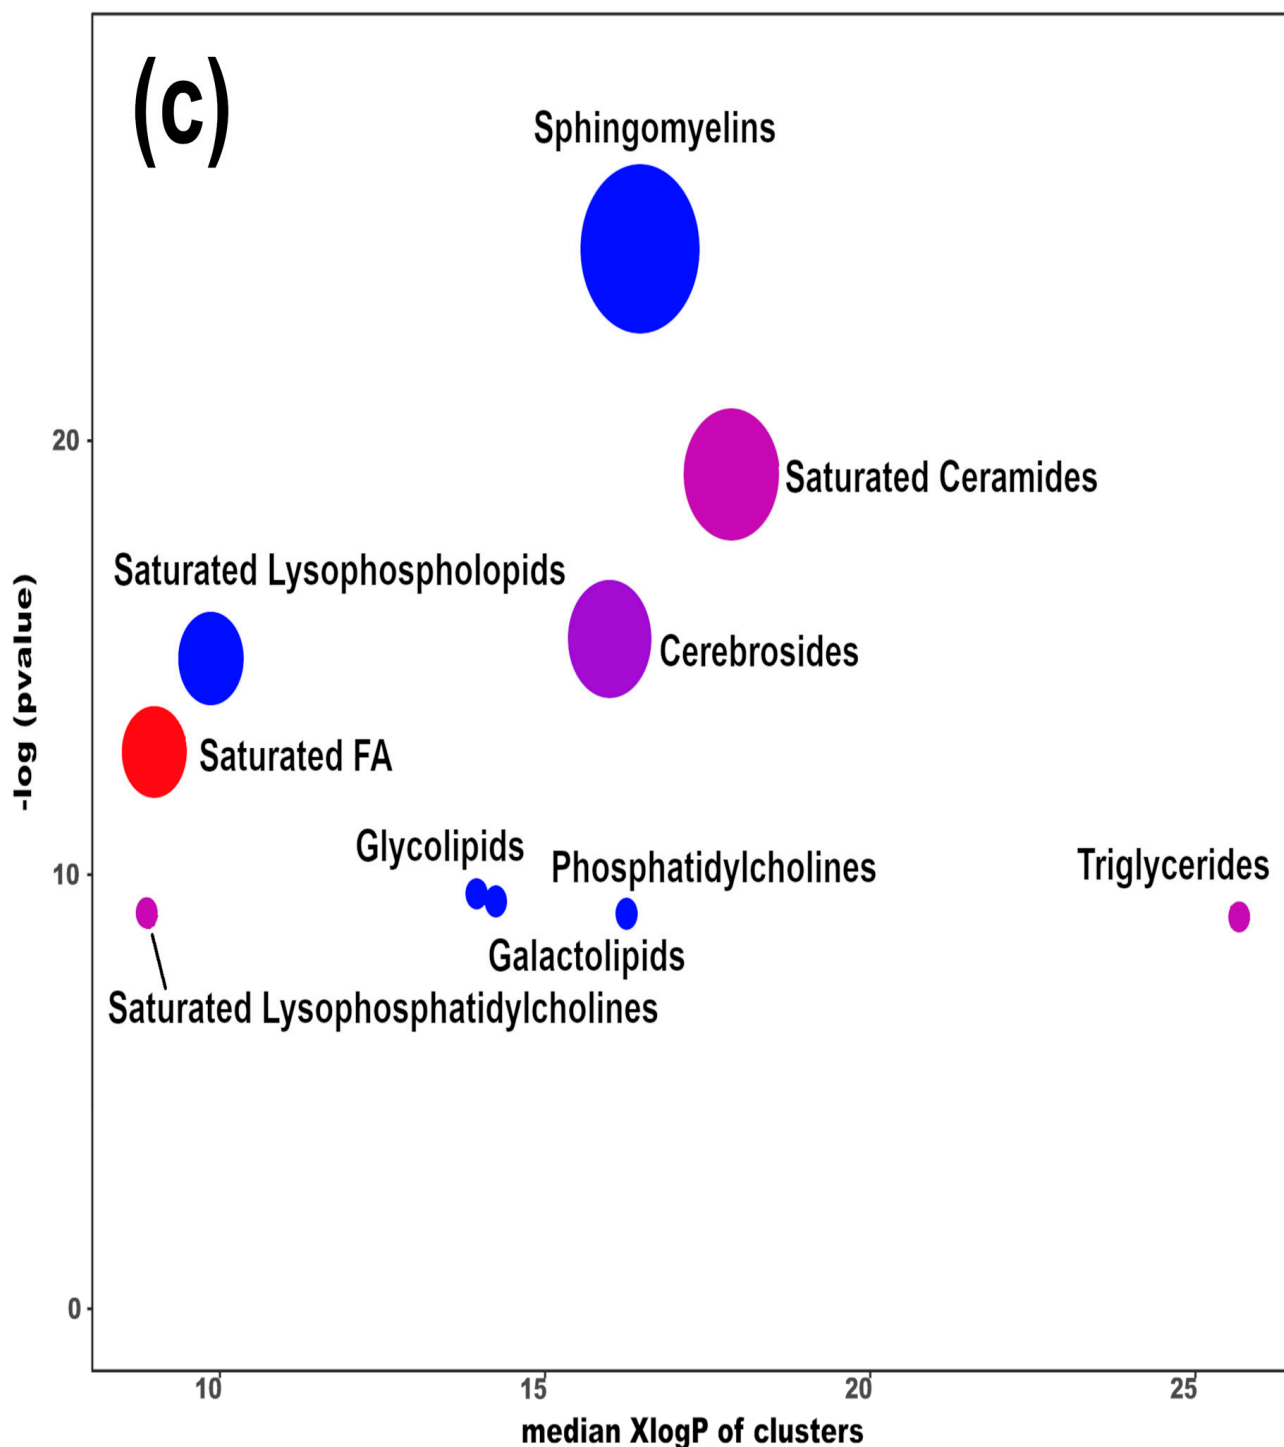 (c)
Sphingomyelins
20
Saturated Ceramides
Saturated Lysophospholopids
Cerebrosides
Saturated FA
-log (pvalue)
Glycolipids
Phosphatidylcholines
Triglycerides
10
Galactolipids
Saturated Lysophosphatidylcholines
0
10 15 20 25
median XlogP of clusters